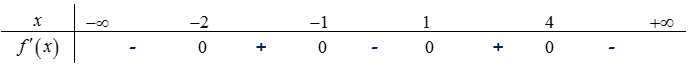 x −∞ −2 −1 1 4 +∞
f′(x) - 0 + 0 - 0 + 0 -